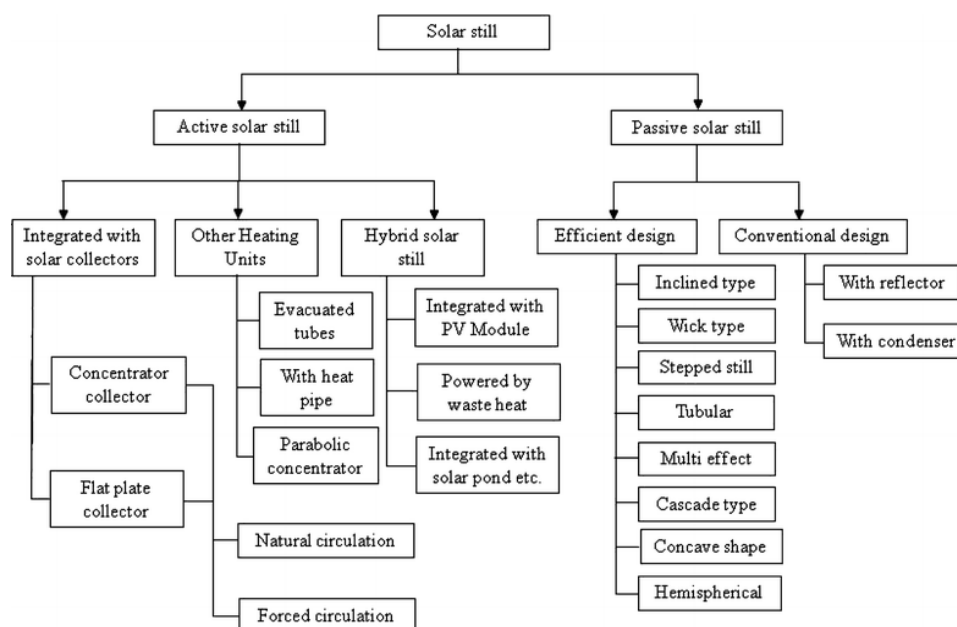 Solar still
Active solar still
Passive solar still
Integrated with
solar collectors
Other Heating
Units
Hybrid solar
still
Efficient design
Conventional design
Concentrator
collector
Flat plate
collector
Natural circulation
Forced circulation
Evacuated
tubes
With heat
pipe
Parabolic
concentrator
Integrated with
PV Module
Powered by
waste heat
Integrated with
solar pond etc.
Inclined type
Wick type
Stepped still
Tubular
Multi effect
Cascade type
Concave shape
Hemispherical
With reflector
With condenser